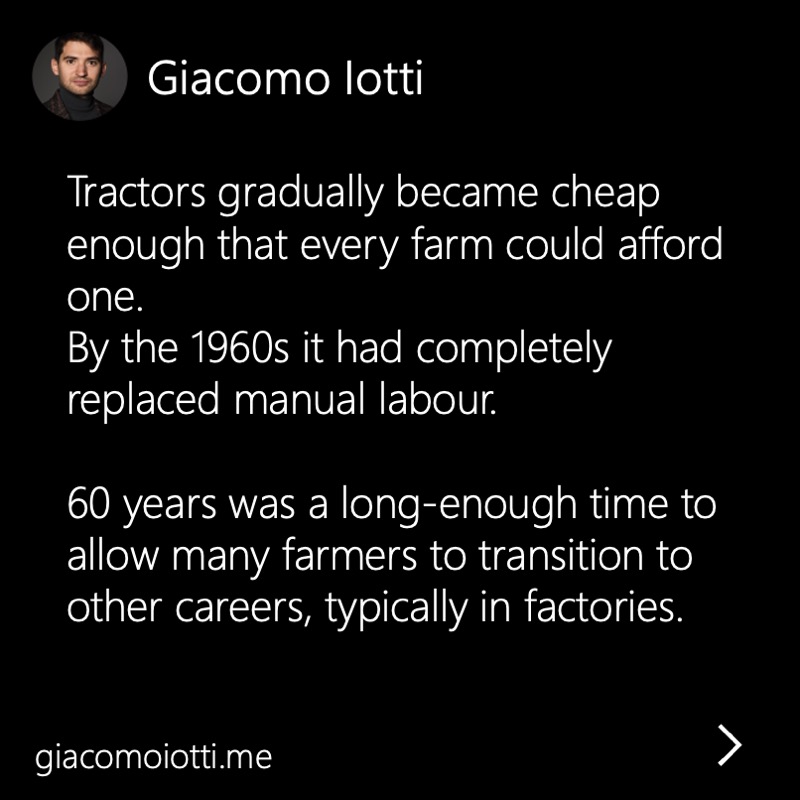 Giacomo Iotti
Tractors gradually became cheap
enough that every farm could afford
one.
By the 1960s it had completely
replaced manual labour.
60 years was a long-enough time to
allow many farmers to transition to
other careers, typically in factories.
giacomoiotti.me